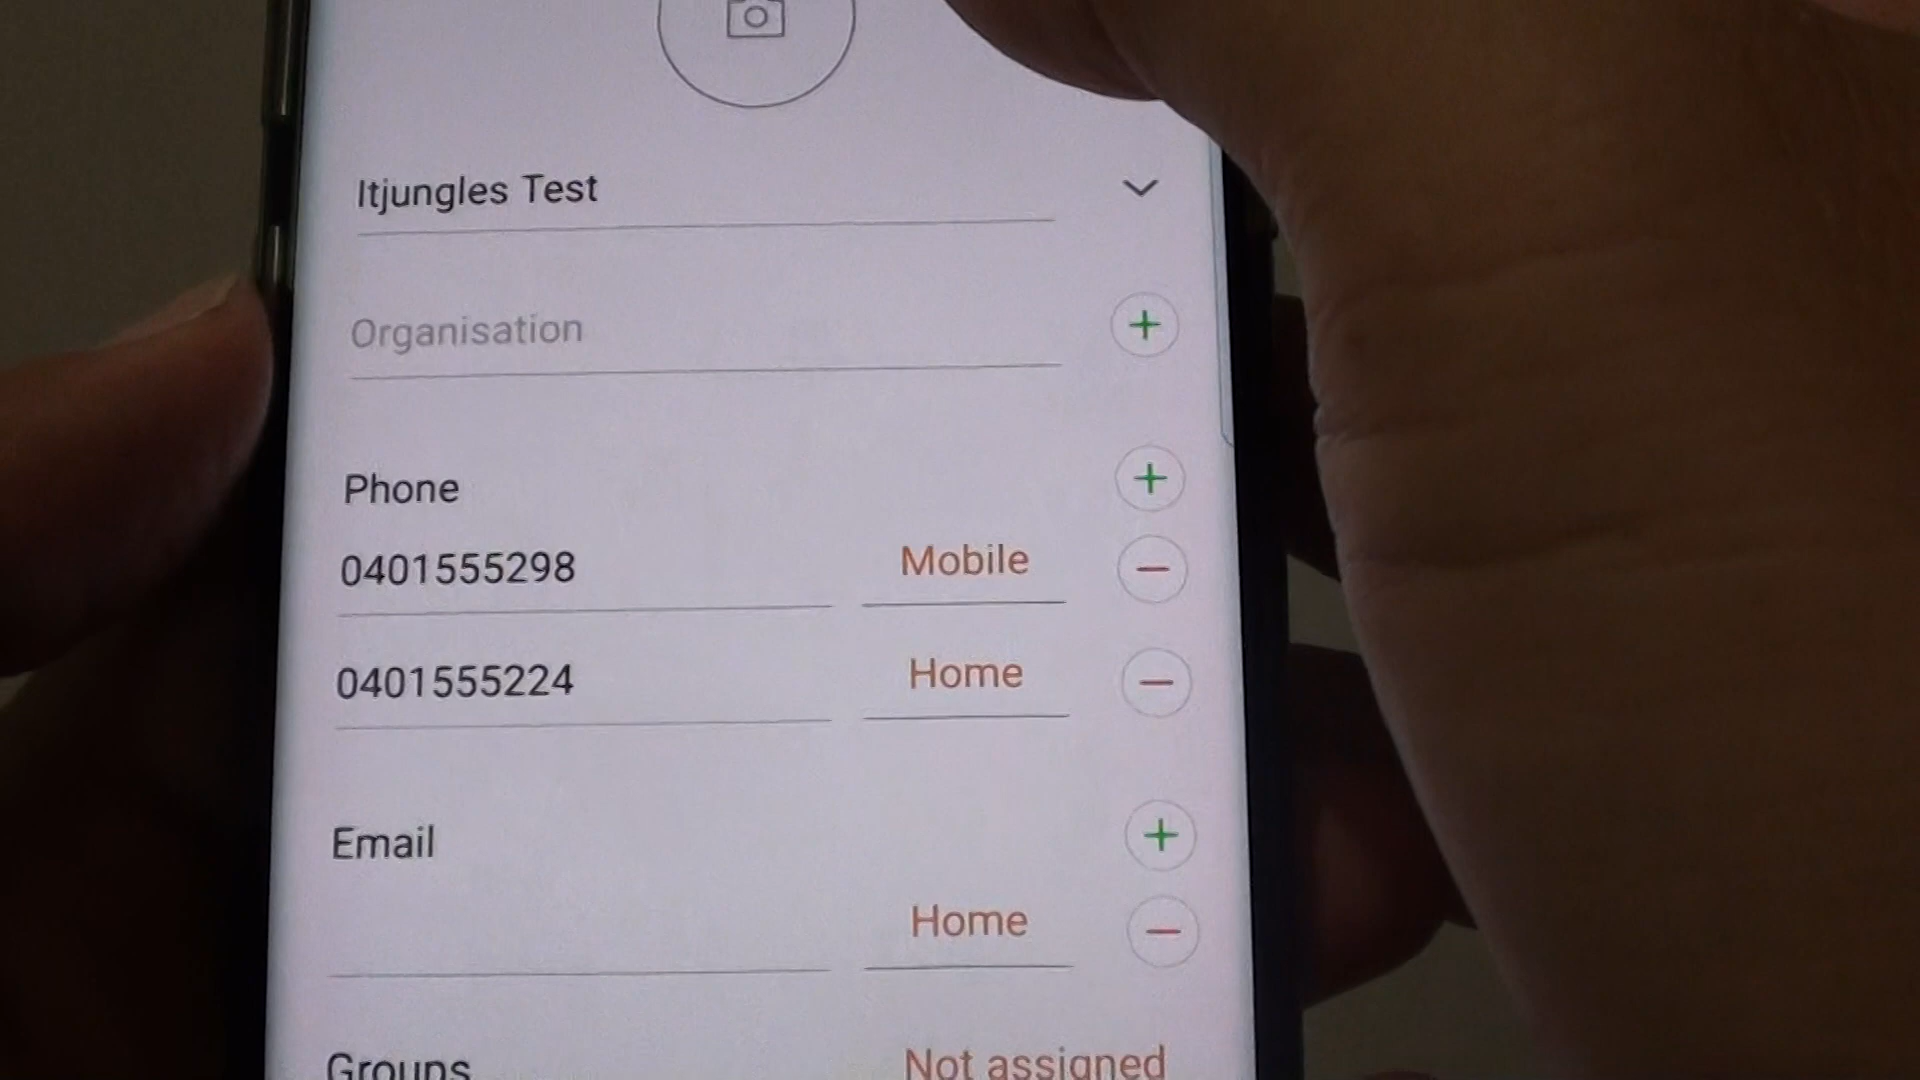 Itjungles Test
Organisation
Phone
0401555298 Mobile
0401555224 Home
Email
Home
Groups Not assigned